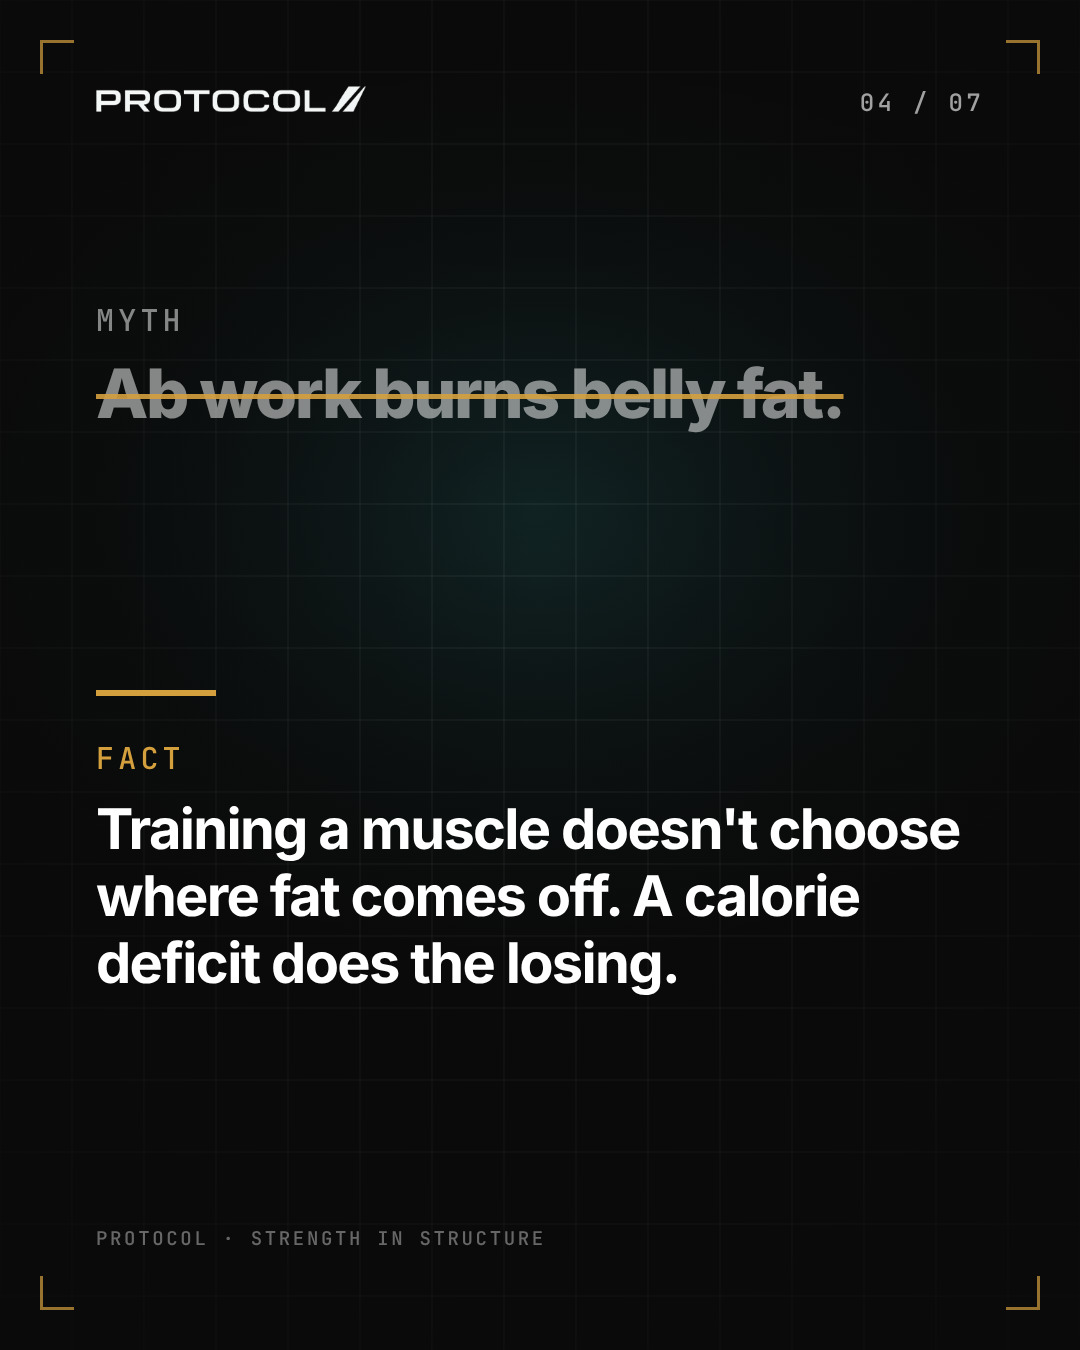 PROTOCOL
04 / 07
MYTH
Ab work burns belly fat.
FACT
Training a muscle doesn't choose
where fat comes off. A calorie
deficit does the losing.
PROTOCOL · STRENGTH IN STRUCTURE